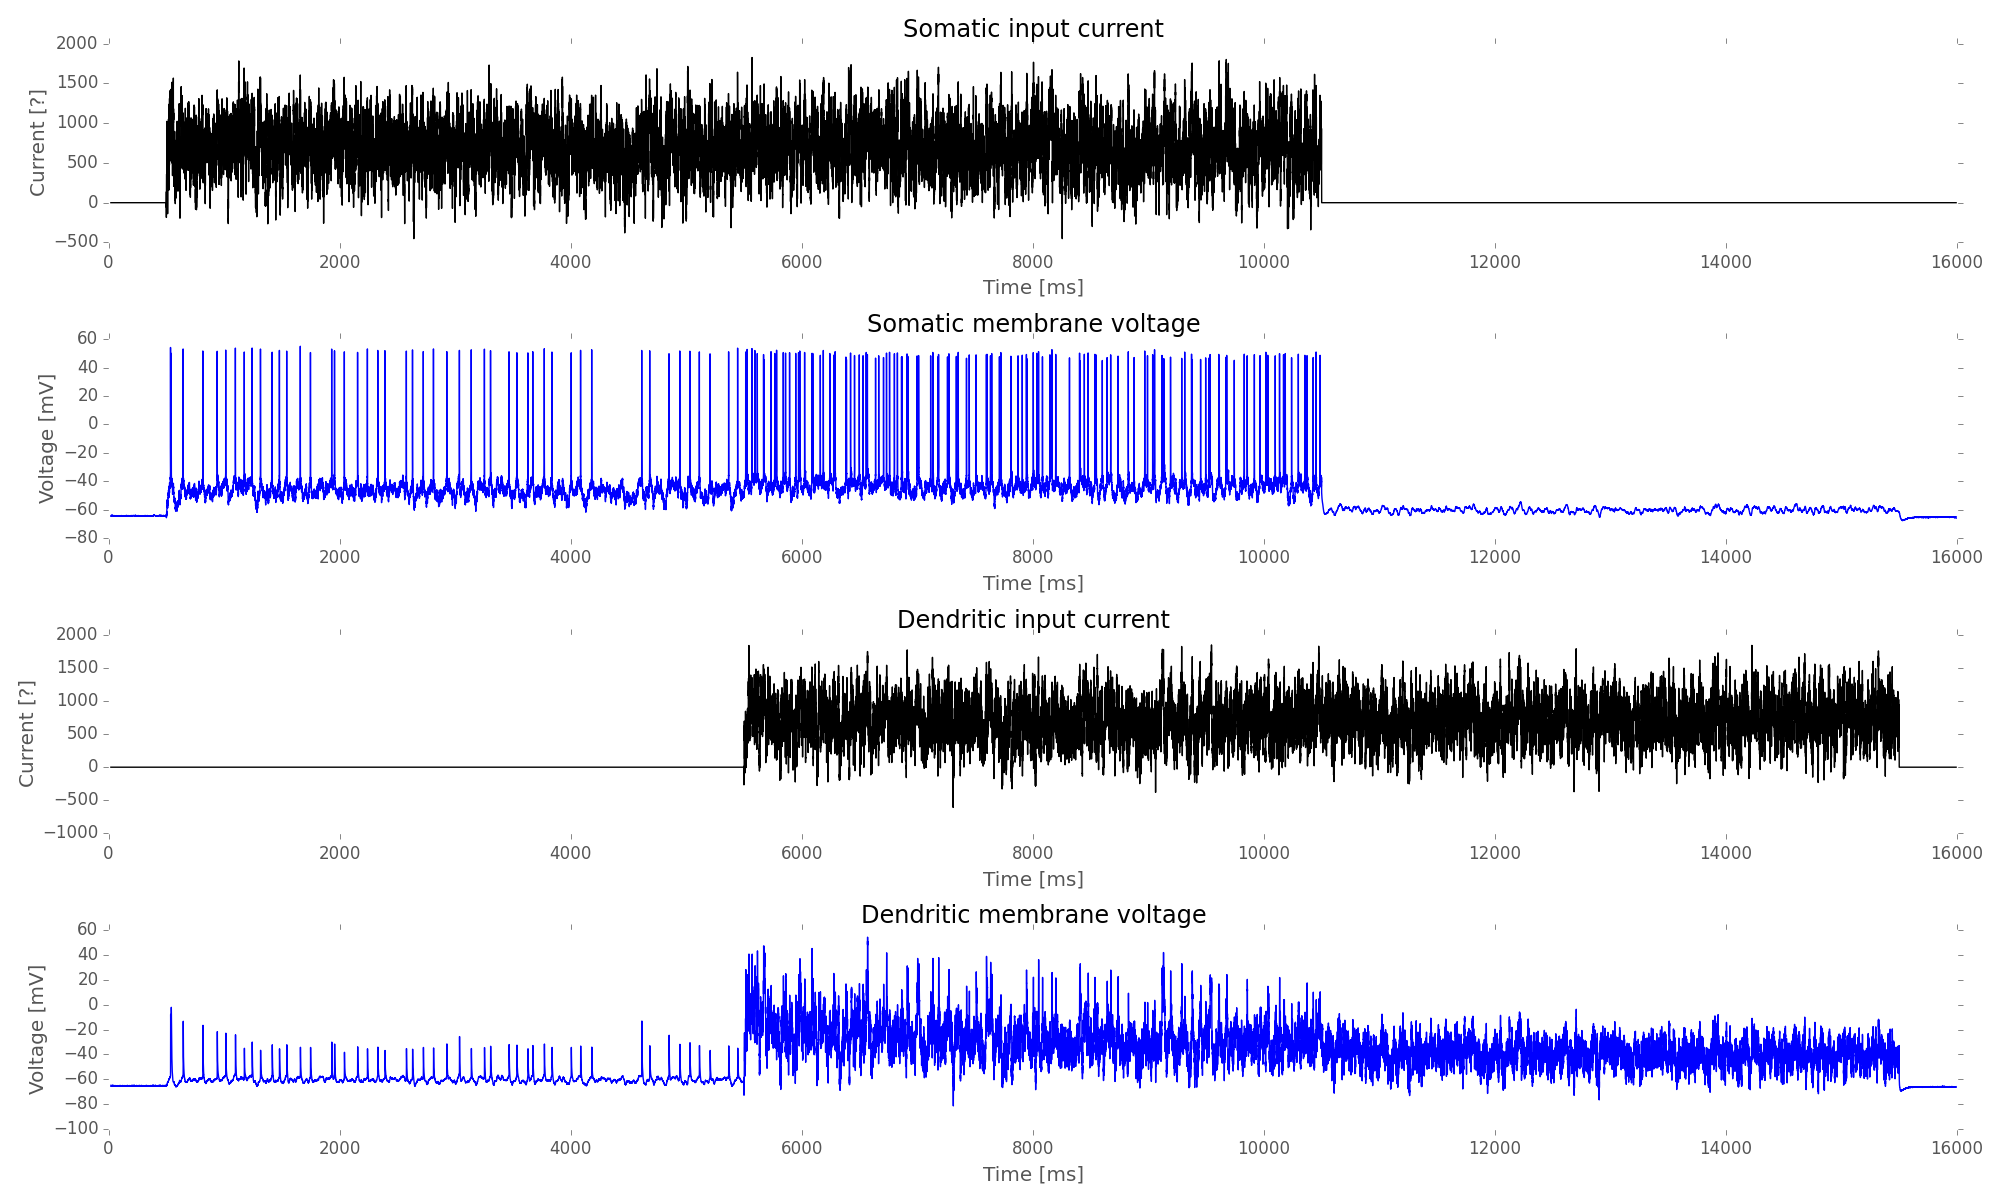 Somatic input current
2000
1500
1000
500
0
−500
Current [?]
0 2000 4000 6000 8000 10000 12000 14000 16000
Time [ms]
Somatic membrane voltage
60
40
20
0
−20
−40
−60
−80
Voltage [mV]
0 2000 4000 6000 8000 10000 12000 14000 16000
Time [ms]
Dendritic input current
2000
1500
1000
500
0
−500
−1000
Current [?]
0 2000 4000 6000 8000 10000 12000 14000 16000
Time [ms]
Dendritic membrane voltage
60
40
20
0
−20
−40
−60
−80
−100
Voltage [mV]
0 2000 4000 6000 8000 10000 12000 14000 16000
Time [ms]